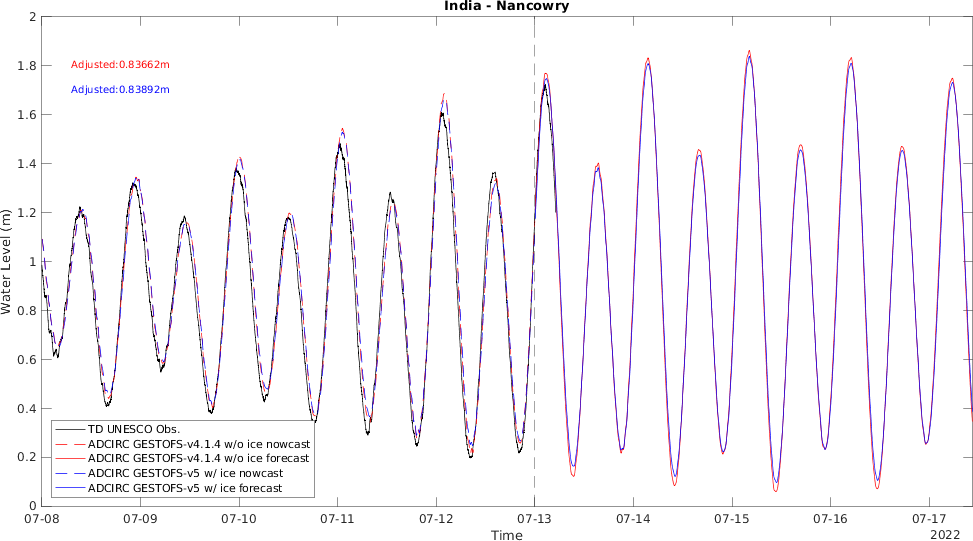 India - Nancowry
2
1.8
1.6
1.4
1.2
1
0.8
0.6
0.4
0.2
0
Water Level (m)
Adjusted:0.83662m
Adjusted:0.83892m
TD UNESCO Obs.
ADCIRC GESTOFS-v4.1.4 w/o ice nowcast
ADCIRC GESTOFS-v4.1.4 w/o ice forecast
ADCIRC GESTOFS-v5 w/ ice nowcast
ADCIRC GESTOFS-v5 w/ ice forecast
07-08 07-09 07-10 07-11 07-12 07-13 07-14 07-15 07-16 07-17
Time
2022